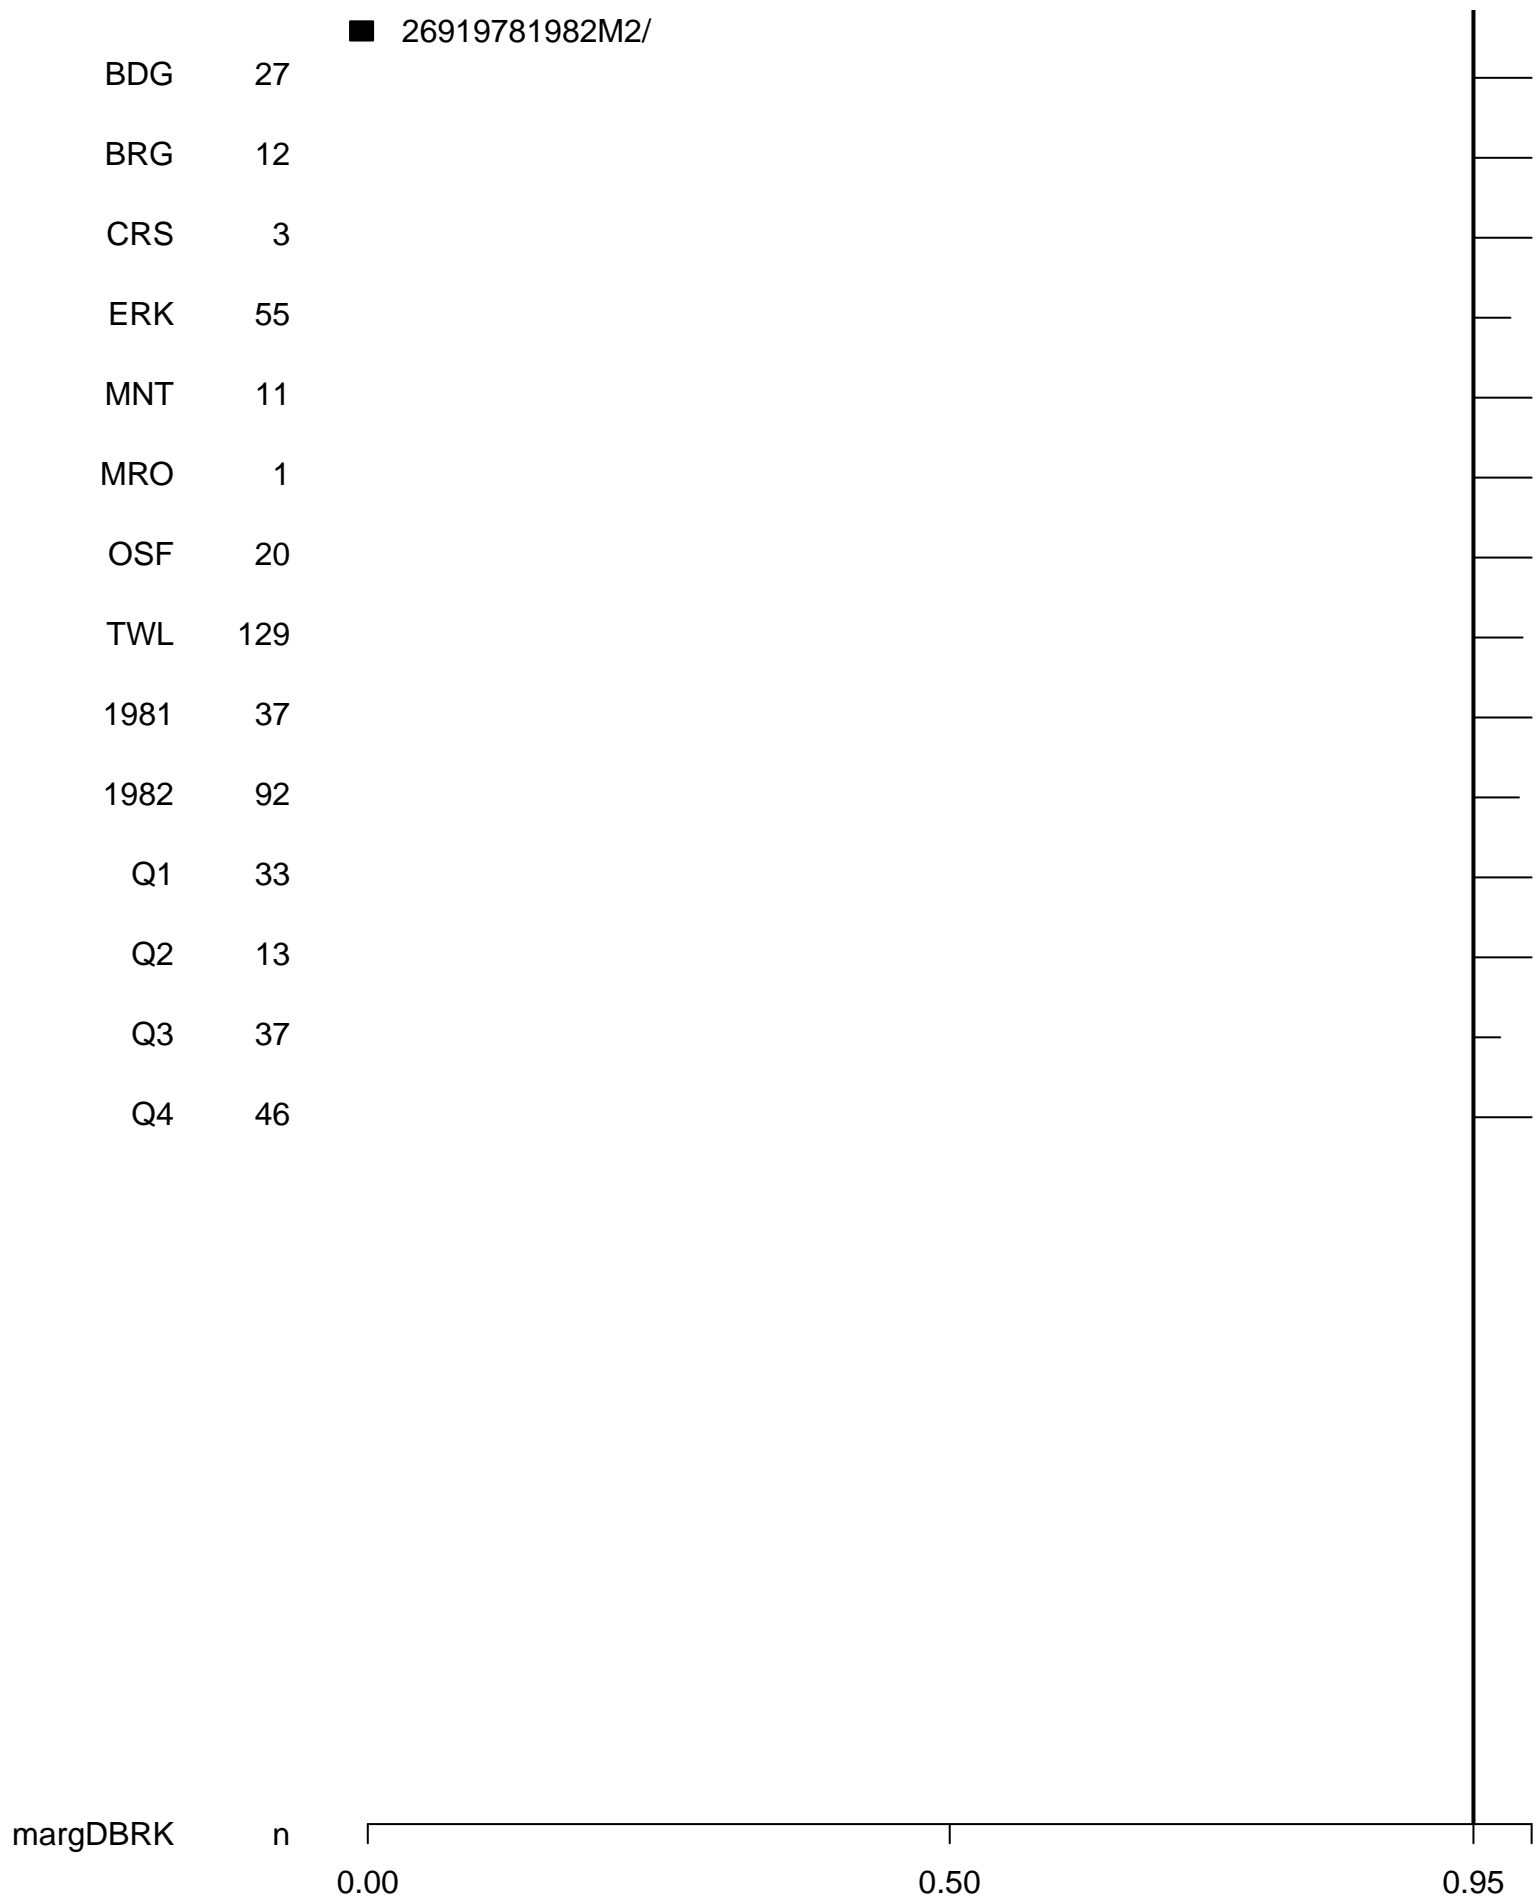 26919781982M2/
BDG 27
BRG 12
CRS 3
ERK 55
MNT 11
MRO 1
OSF 20
TWL 129
1981 37
1982 92
Q1 33
Q2 13
Q3 37
Q4 46
margDBRK n
0.00 0.50 0.95